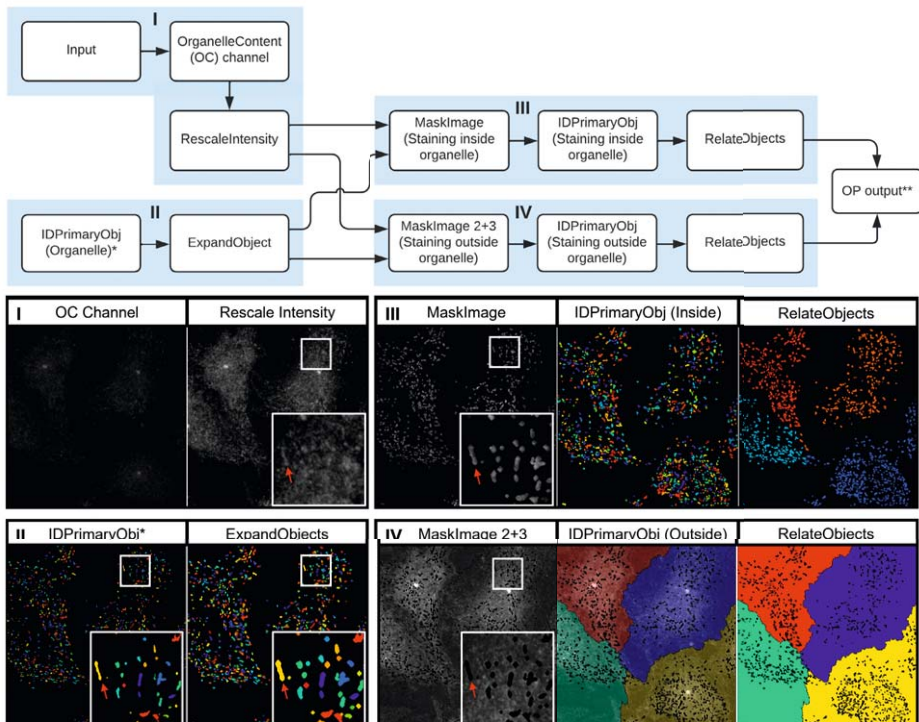 I
Input
OrganelleContent
(OC) channel
RescaleIntensity
II
IDPrimaryObj
(Organelle)*
ExpandObject
III
MaskImage
(Staining inside
organelle)
IDPrimaryObj
(Staining inside
organelle)
RelateObjects
IV
MaskImage 2+3
(Staining outside
organelle)
IDPrimaryObj
(Staining outside
organelle)
RelateObjects
OP output**
I OC Channel Rescale Intensity
III MaskImage IDPrimaryObj (Inside) RelateObjects
II IDPrimaryObj* ExpandObjects
IV MaskImage 2+3 IDPrimaryObj (Outside) RelateObjects